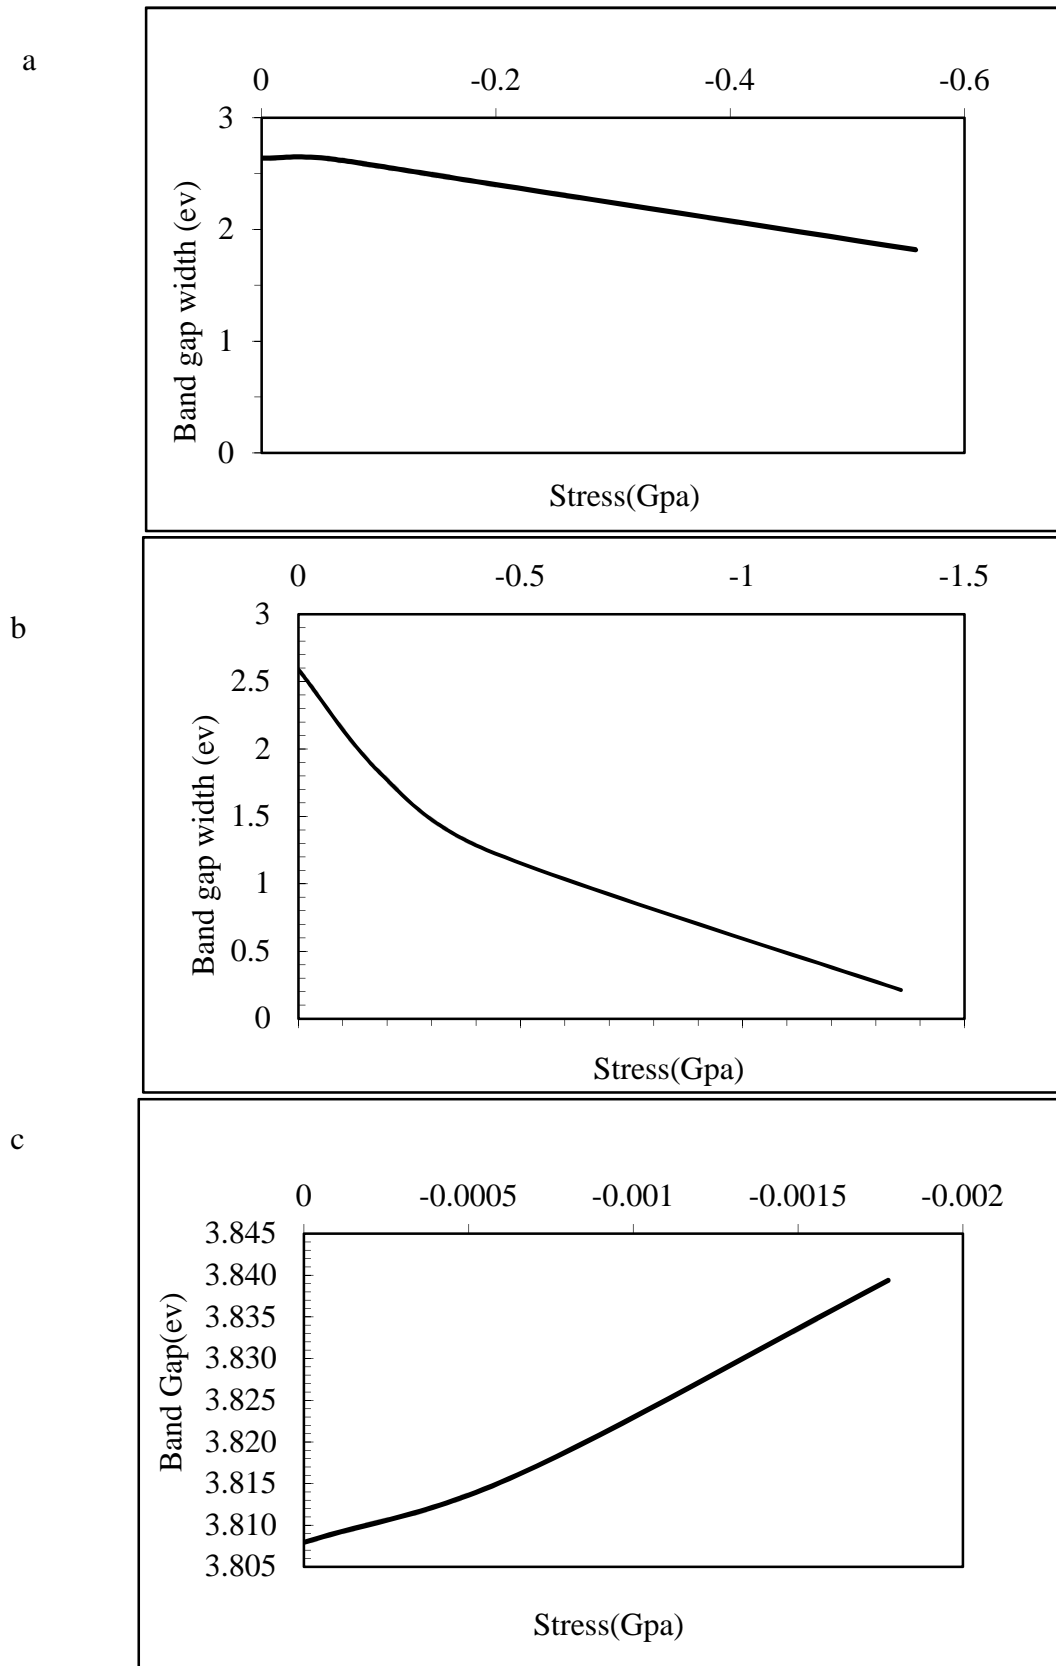 a
0 -0.2 -0.4 -0.6
3
2
1
0
Band gap width (ev)
Stress(Gpa)
b
0 -0.5 -1 -1.5
3
2.5
2
1.5
1
0.5
0
Band gap width (ev)
Stress(Gpa)
c
0 -0.0005 -0.001 -0.0015 -0.002
3.845
3.840
3.835
3.830
3.825
3.820
3.815
3.810
3.805
Band Gap(ev)
Stress(Gpa)